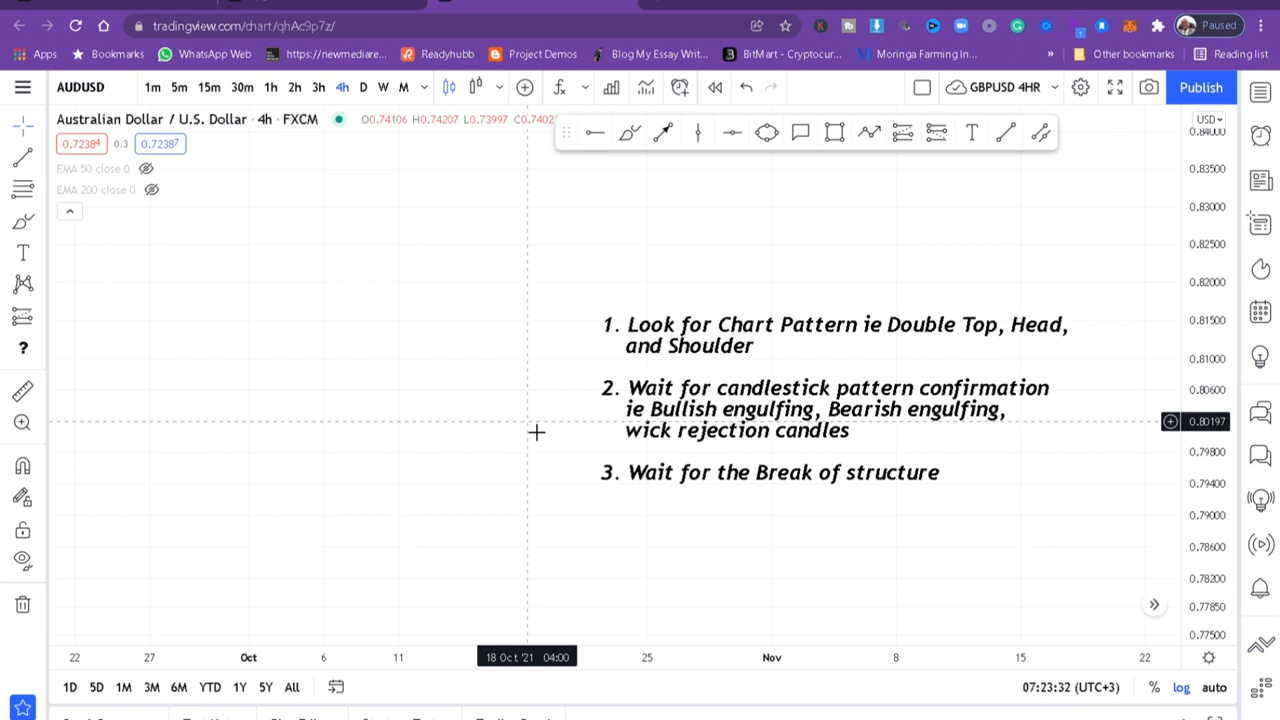 tradingview.com/chart/qhAc9p7z/
Paused
Apps
Bookmarks
WhatsApp Web
https://newmediare...
Readyhubb
Project Demos
Blog My Essay Writ...
BitMart - Cryptocur...
Moringa Farming In...
»
Other bookmarks
Reading list
AUDUSD
1m 5m 15m 30m 1h 2h 3h 4h D W M
GBPUSD 4HR
Publish
Australian Dollar / U.S. Dollar · 4h · FXCM
O0.74106 H0.74207 L0.73997 C0.7402
USD
0.72384
0.3
0.72387
EMA 50 close 0
EMA 200 close 0
0.84000
0.83500
0.83000
0.82500
0.82000
0.81500
0.81000
0.80600
0.80197
0.79800
0.79400
0.79000
0.78600
0.78200
0.77850
0.77500
1. Look for Chart Pattern ie Double Top, Head,
and Shoulder
2. Wait for candlestick pattern confirmation
ie Bullish engulfing, Bearish engulfing,
wick rejection candles
3. Wait for the Break of structure
22 27 Oct 6 11 18 Oct '21 04:00 25 Nov 8 15 22
1D 5D 1M 3M 6M YTD 1Y 5Y All
07:23:32 (UTC+3)
% log auto